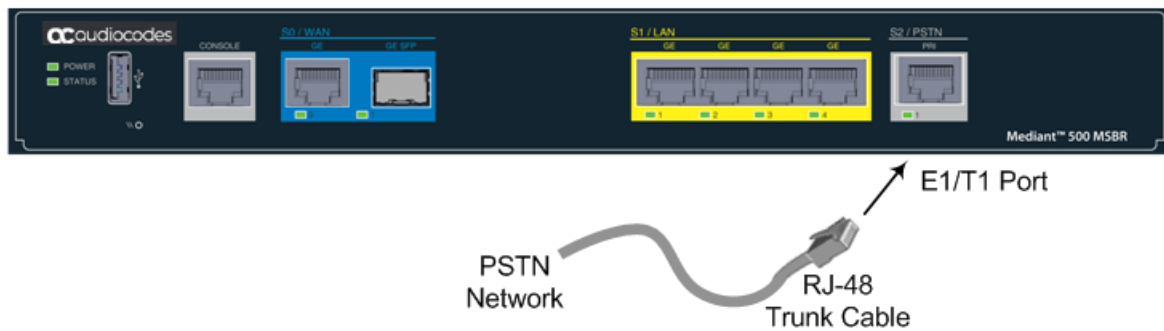 audiocodes
POWER
STATUS
CONSOLE
S0 / WAN
GE
GE SFP
0
S1 / LAN
GE GE GE GE
1 2 3 4
S2 / PSTN
PRI
1
Mediant™ 500 MSBR
E1/T1 Port
PSTN
Network
RJ-48
Trunk Cable